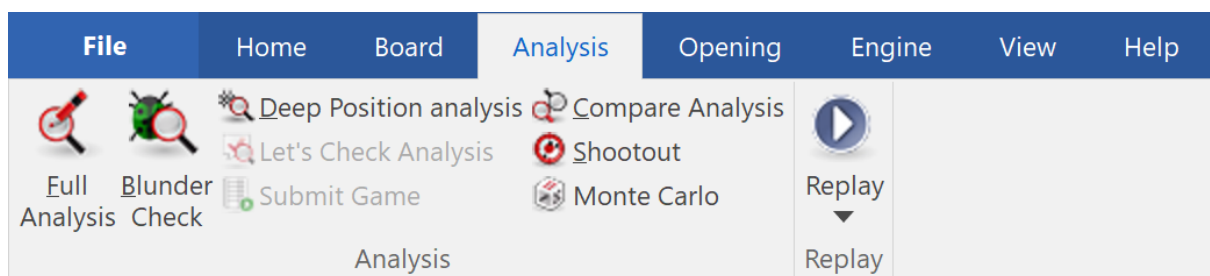 File Home Board Analysis Opening Engine View Help
Deep Position analysis Compare Analysis
Let's Check Analysis Shootout
Submit Game Monte Carlo
Full Analysis
Blunder Check
Replay
Analysis Replay